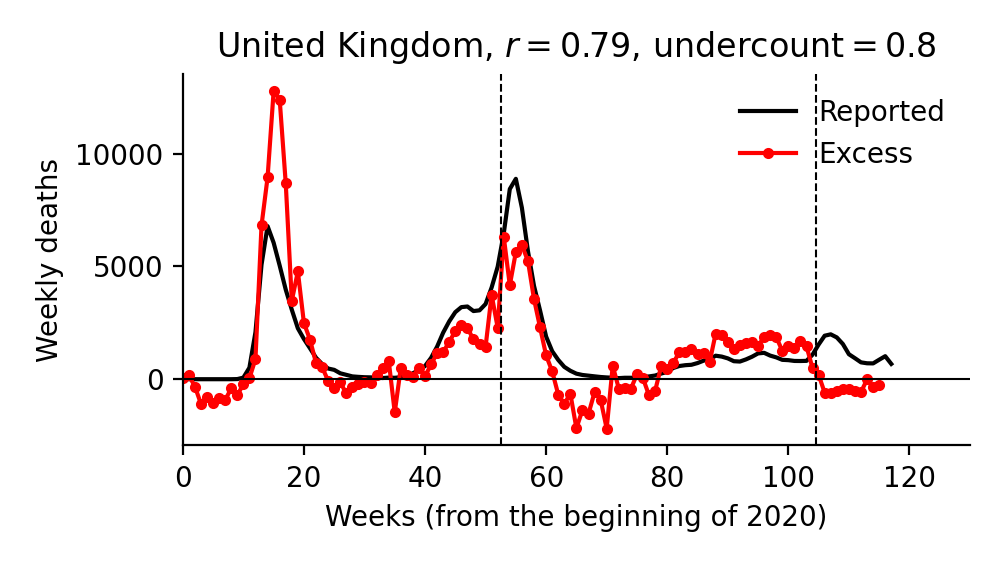 United Kingdom, r = 0.79, undercount = 0.8
Reported
Excess
Weekly deaths
10000
5000
0
0 20 40 60 80 100 120
Weeks (from the beginning of 2020)